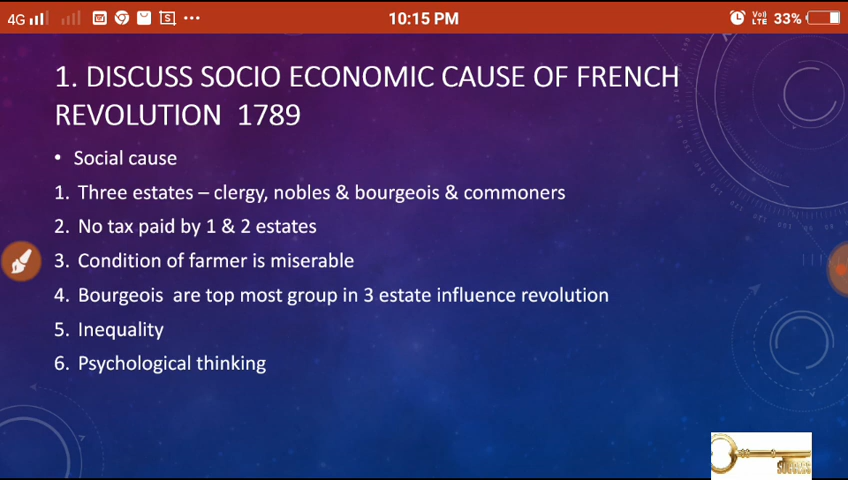 4G
10:15 PM
VoII LTE 33%
1. DISCUSS SOCIO ECONOMIC CAUSE OF FRENCH
REVOLUTION 1789
• Social cause
1. Three estates – clergy, nobles & bourgeois & commoners
2. No tax paid by 1 & 2 estates
3. Condition of farmer is miserable
4. Bourgeois are top most group in 3 estate influence revolution
5. Inequality
6. Psychological thinking